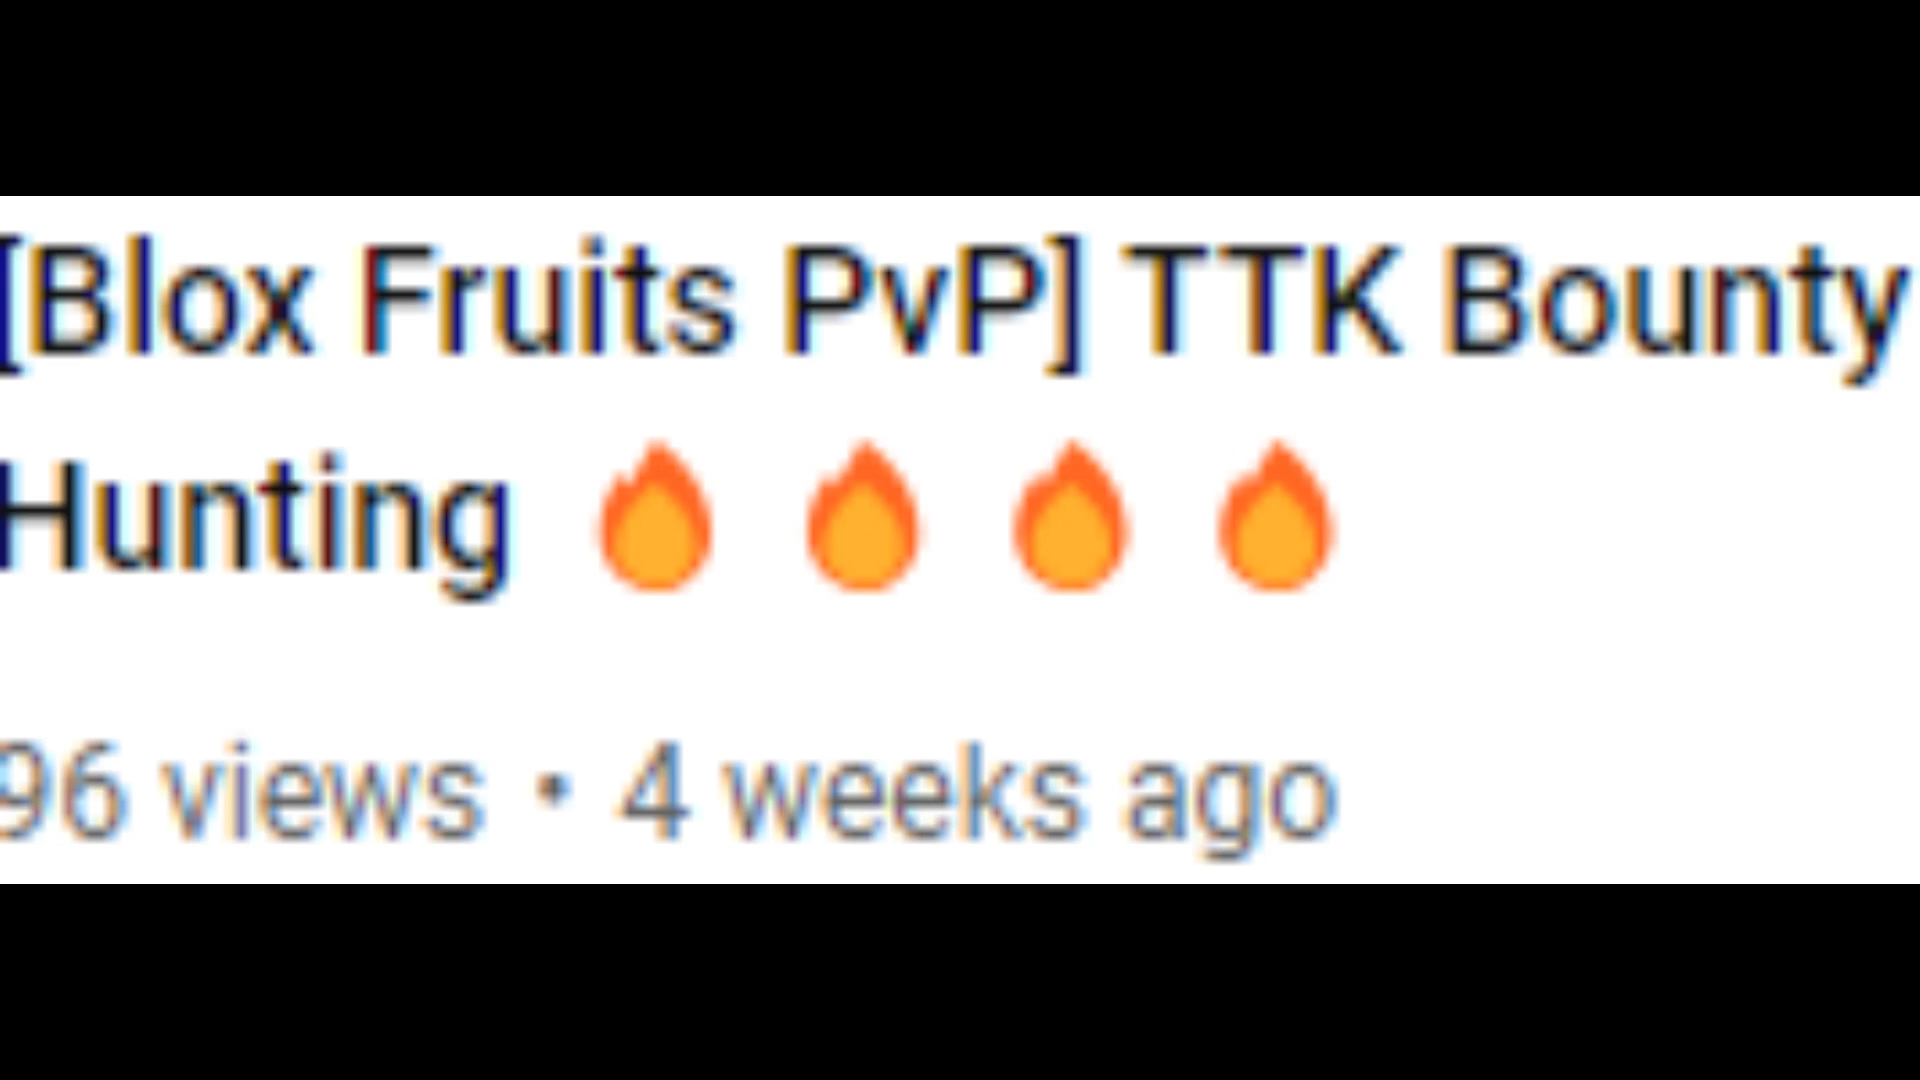 [Blox Fruits PvP] TTK Bounty
Hunting 🔥 🔥 🔥 🔥
96 views • 4 weeks ago